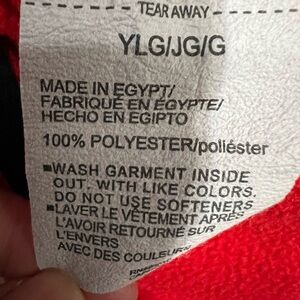 TEAR AWAY
YLG/JG/G
MADE IN EGYPT/
FABRIQUÉ EN ÉGYPTE/
HECHO EN EGIPTO
100% POLYESTER/poliéster
▪WASH GARMENT INSIDE
OUT. WITH LIKE COLORS.
DO NOT USE SOFTENERS
▪LAVER LE VÊTEMENT APRÈS
L'AVOIR RETOURNÉ SUR
L'ENVERS
AVEC DES COULEUR